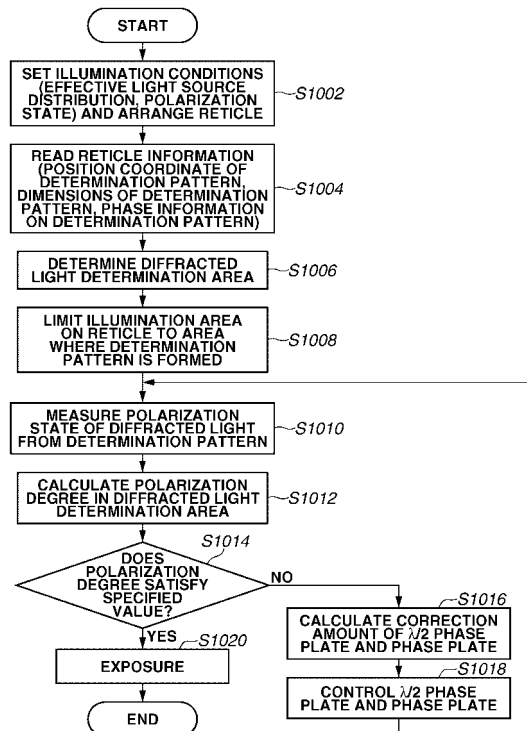 START
SET ILLUMINATION CONDITIONS
(EFFECTIVE LIGHT SOURCE
DISTRIBUTION, POLARIZATION
STATE) AND ARRANGE RETICLE
S1002
READ RETICLE INFORMATION
(POSITION COORDINATE OF
DETERMINATION PATTERN,
DIMENSIONS OF DETERMINATION
PATTERN, PHASE INFORMATION
ON DETERMINATION PATTERN)
S1004
DETERMINE DIFFRACTED
LIGHT DETERMINATION AREA
S1006
LIMIT ILLUMINATION AREA
ON RETICLE TO AREA
WHERE DETERMINATION
PATTERN IS FORMED
S1008
MEASURE POLARIZATION
STATE OF DIFFRACTED LIGHT
FROM DETERMINATION PATTERN
S1010
CALCULATE POLARIZATION
DEGREE IN DIFFRACTED LIGHT
DETERMINATION AREA
S1012
S1014
DOES
POLARIZATION
DEGREE SATISFY
SPECIFIED
VALUE?
NO
YES
S1016
CALCULATE CORRECTION
AMOUNT OF λ/2 PHASE
PLATE AND PHASE PLATE
S1018
CONTROL λ/2 PHASE
PLATE AND PHASE PLATE
S1020
EXPOSURE
END